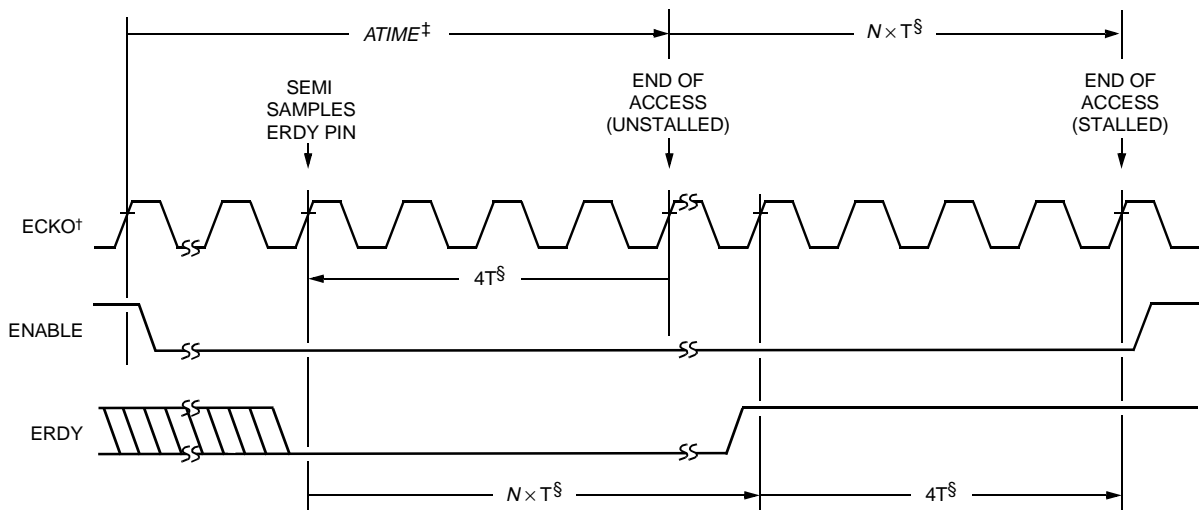 ATIME‡
N × T§
SEMI
SAMPLES
ERDY PIN
END OF
ACCESS
(UNSTALLED)
END OF
ACCESS
(STALLED)
ECKO†
4T§
ENABLE
ERDY
N × T§
4T§